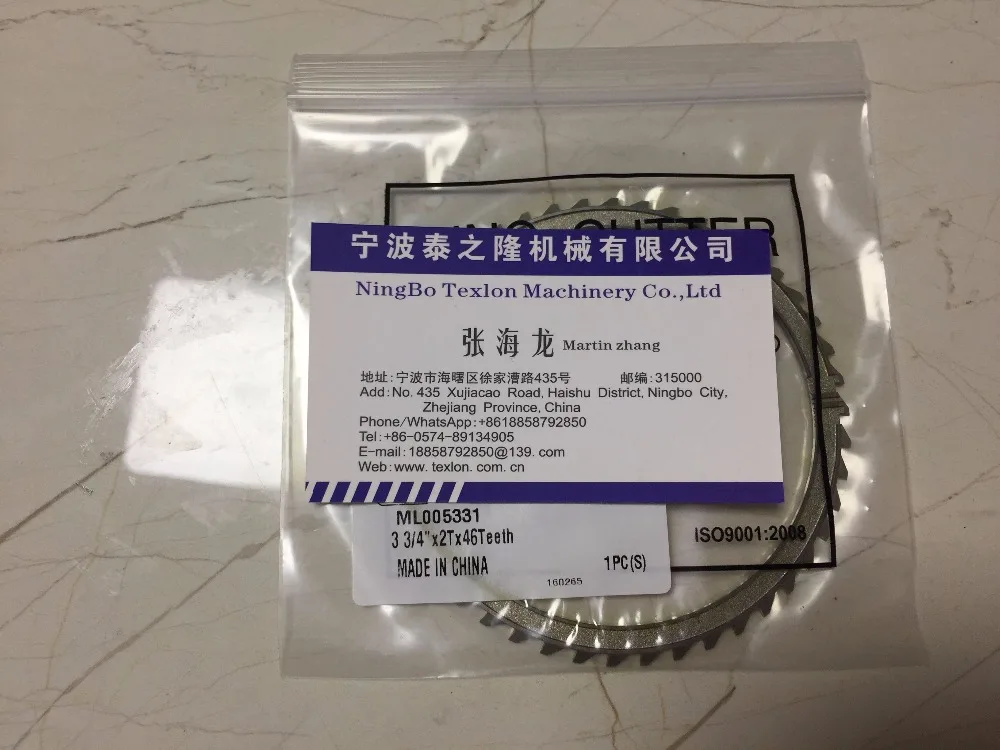 CUTTER
宁波泰之隆机械有限公司
NingBo Texlon Machinery Co.,Ltd
张海龙 Martin zhang
地址:宁波市海曙区徐家漕路435号 邮编:315000
Add:No. 435 Xujiacao Road, Haishu District, Ningbo City,
Zhejiang Province, China
Phone/WhatsApp:+8618858792850
Tel:+86-0574-89134905
E-mail:18858792850@139.com
Web:www.texlon.com.cn
ML005331
3 3/4"x2Tx46Teeth
MADE IN CHINA 1PC(S)
160265
ISO9001:2008